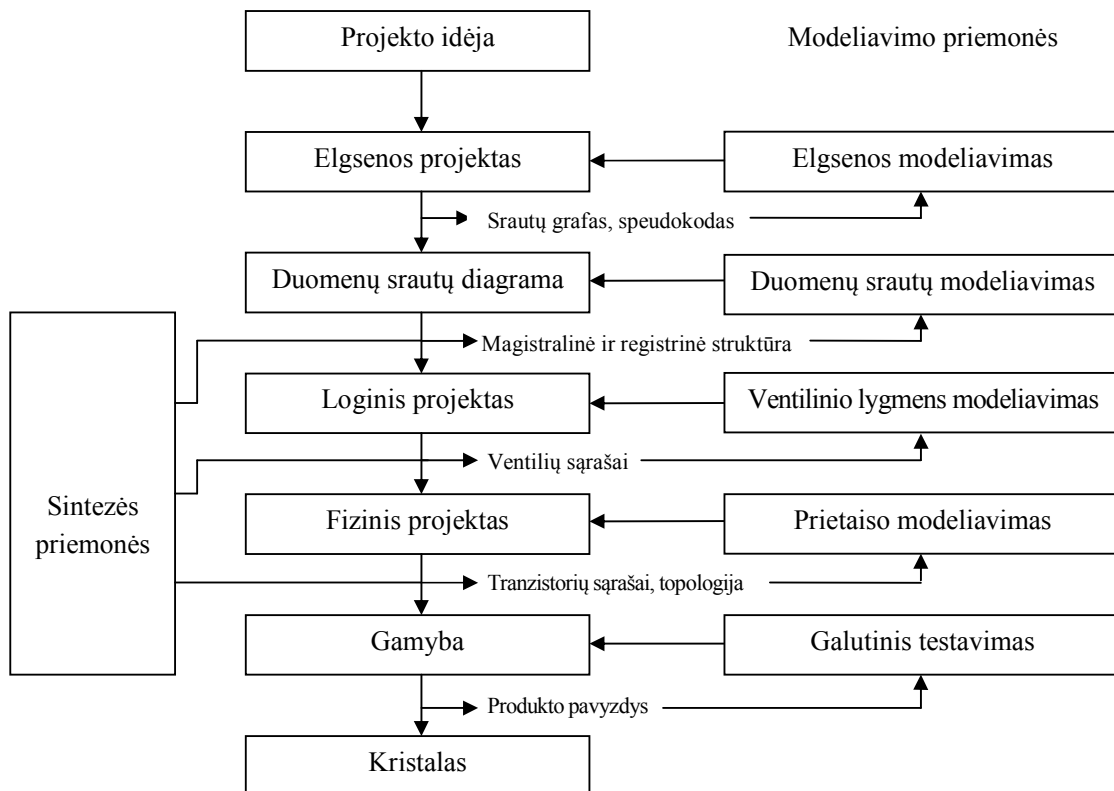 Projekto idėja
Modeliavimo priemonės
Elgsenos projektas
Elgsenos modeliavimas
Srautų grafas, speudokodas
Duomenų srautų diagrama
Duomenų srautų modeliavimas
Magistralinė ir registrinė struktūra
Loginis projektas
Ventilinio lygmens modeliavimas
Ventilių sąrašai
Sintezės
priemonės
Fizinis projektas
Prietaiso modeliavimas
Tranzistorių sąrašai, topologija
Gamyba
Galutinis testavimas
Produkto pavyzdys
Kristalas